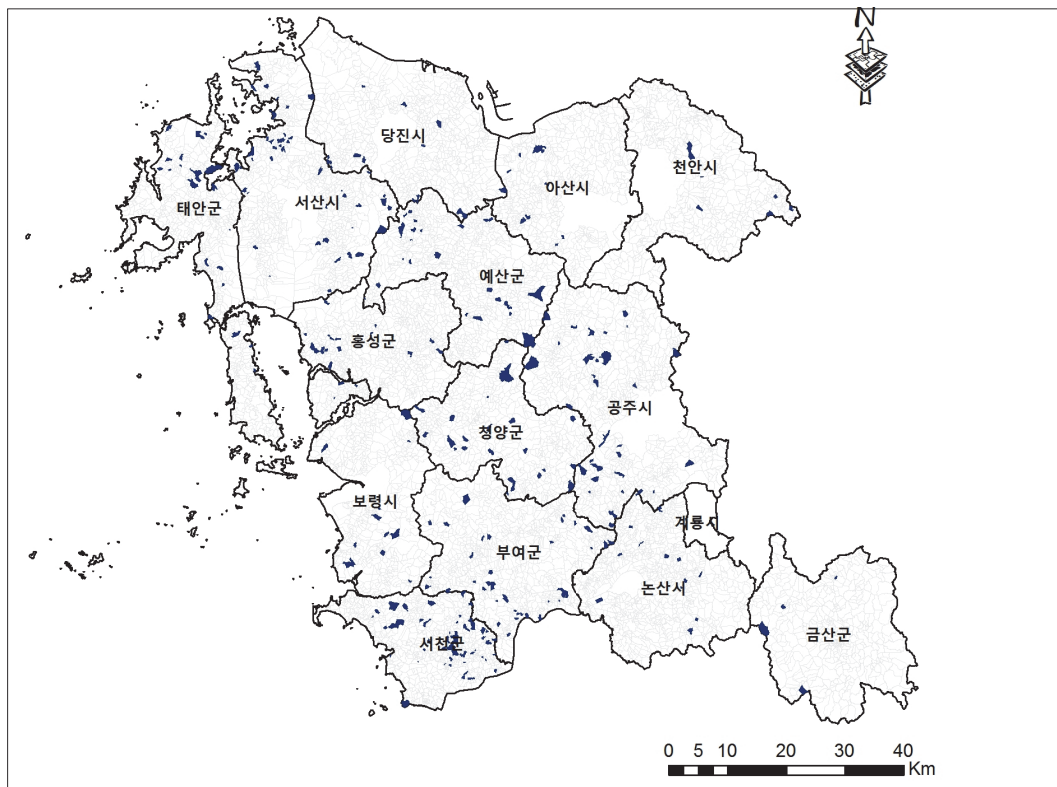 N
당진시
아산시
천안시
태안군
서산시
예산군
홍성군
공주시
청양군
보령시
계룡시
부여군
논산시
금산군
서천군
0 5 10 20 30 40
Km